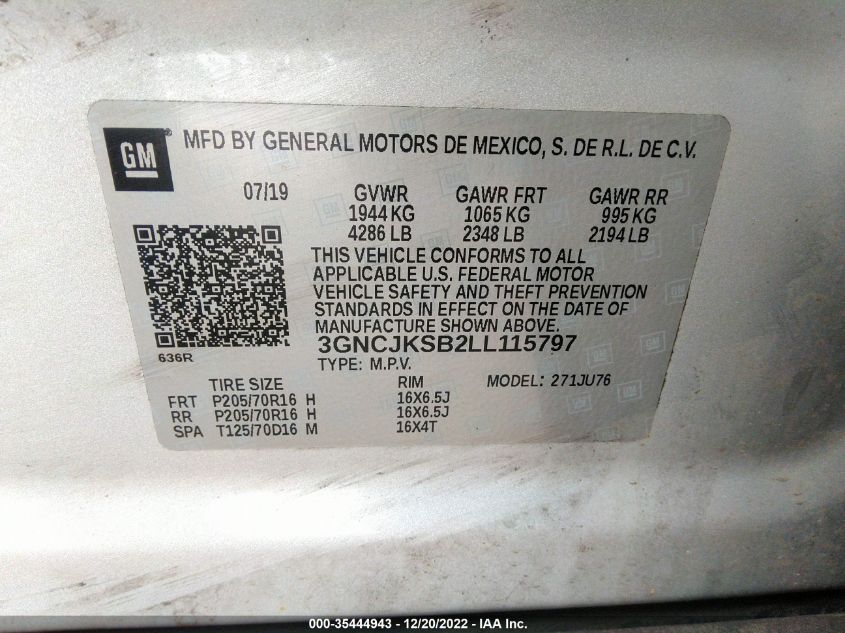 GM
MFD BY GENERAL MOTORS DE MEXICO, S. DE R.L. DE C.V.
07/19 GVWR GAWR FRT GAWR RR
1944 KG 1065 KG 995 KG
4286 LB 2348 LB 2194 LB
THIS VEHICLE CONFORMS TO ALL
APPLICABLE U.S. FEDERAL MOTOR
VEHICLE SAFETY AND THEFT PREVENTION
STANDARDS IN EFFECT ON THE DATE OF
MANUFACTURE SHOWN ABOVE.
636R 3GNCJKSB2LL115797
TYPE: M.P.V.
TIRE SIZE RIM MODEL: 271JU76
FRT P205/70R16 H 16X6.5J
RR P205/70R16 H 16X6.5J
SPA T125/70D16 M 16X4T
000-35444943 - 12/20/2022 - IAA Inc.